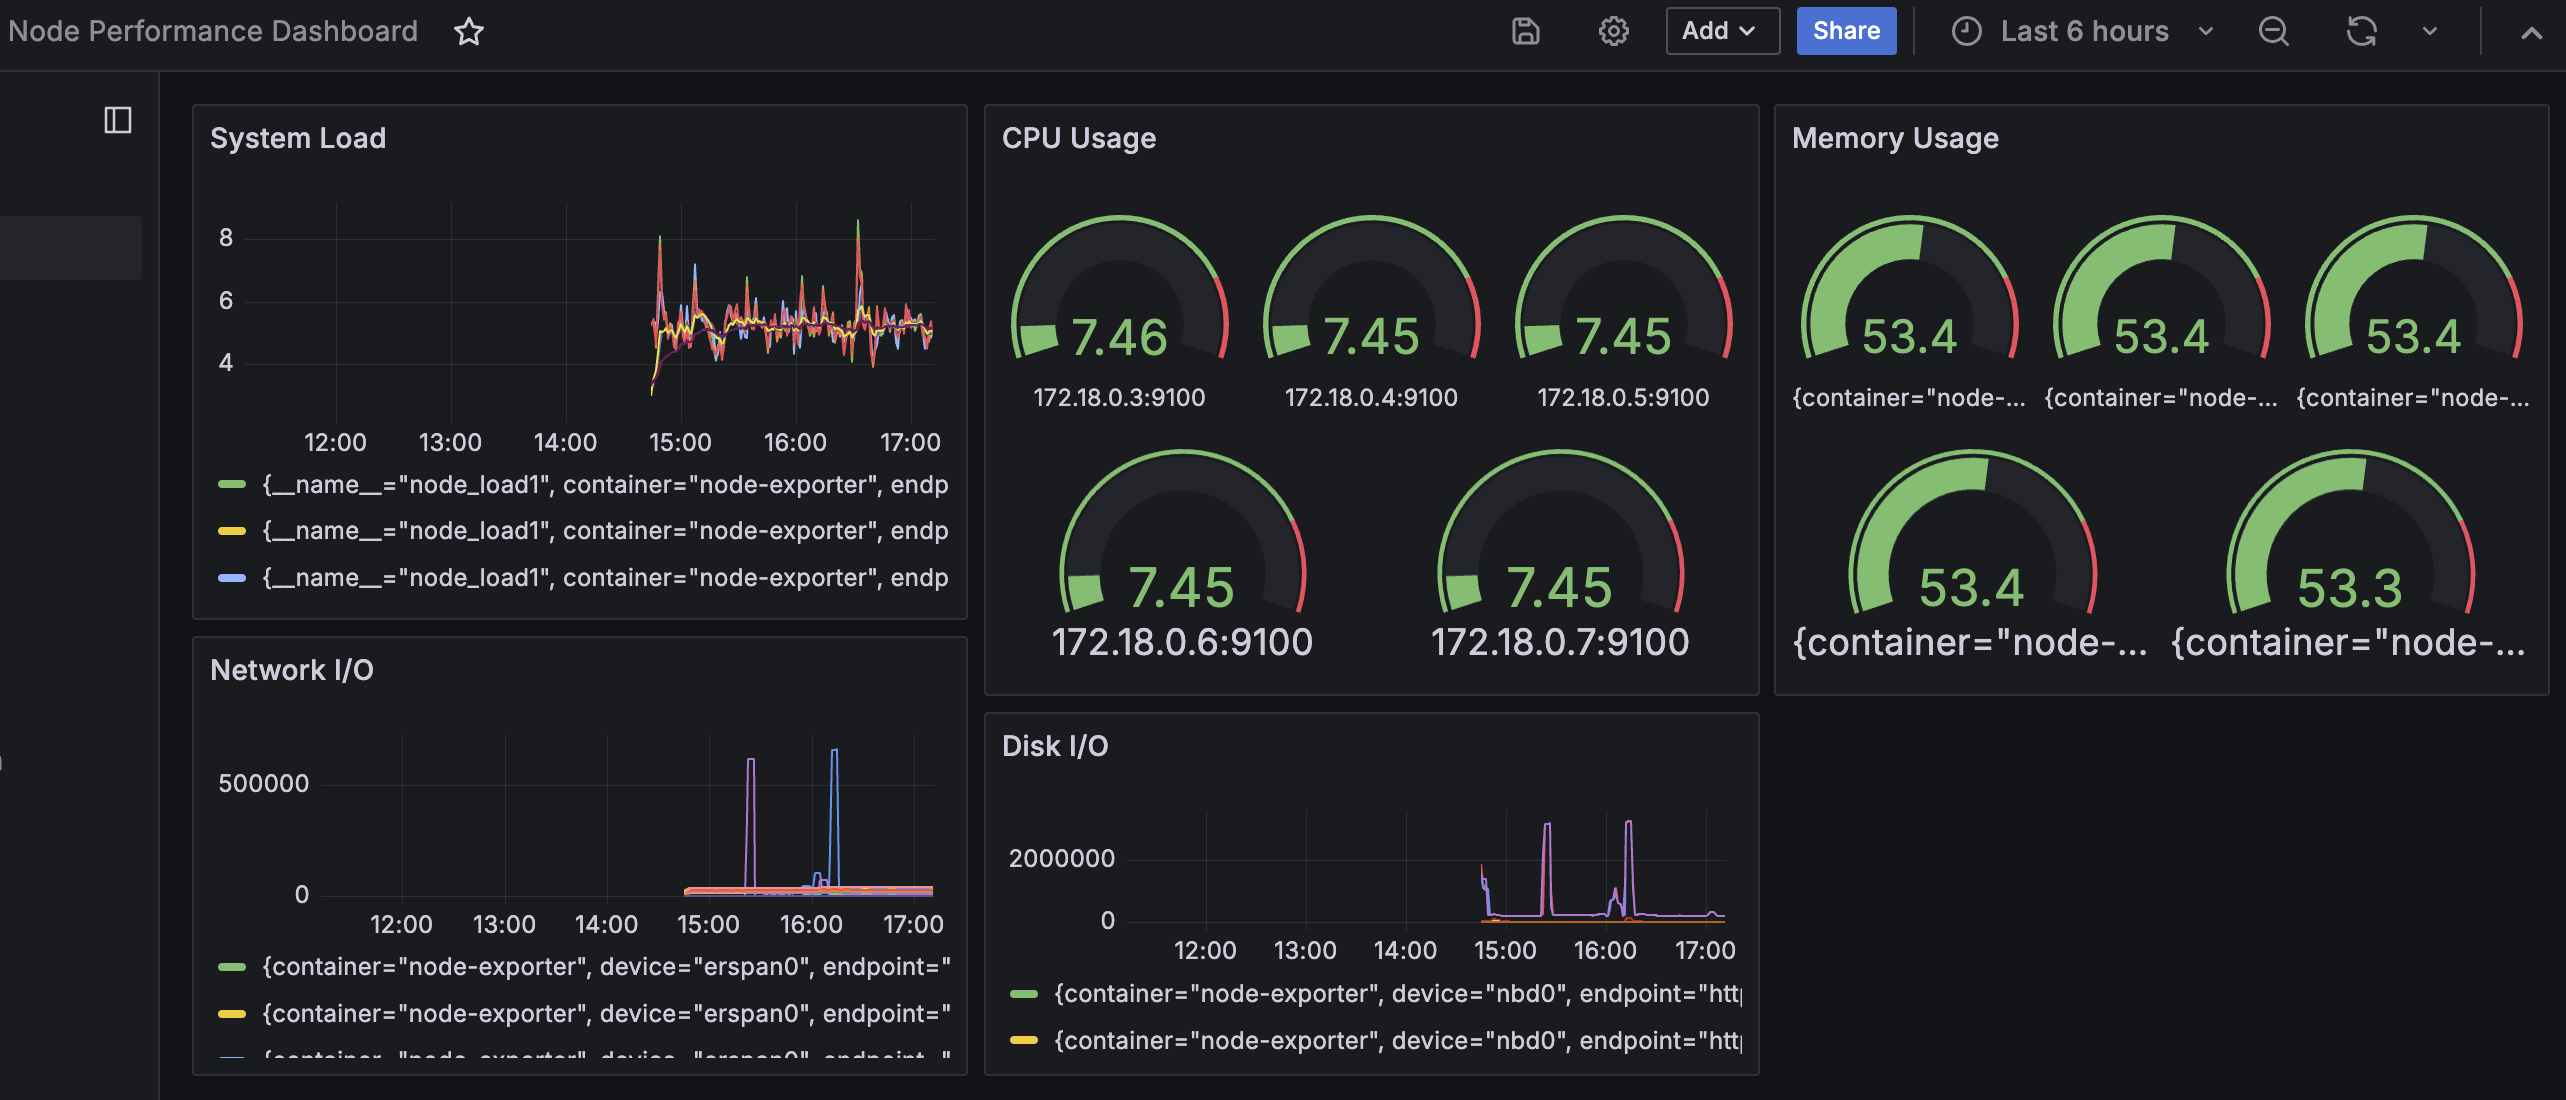 Node Performance Dashboard
Add
Share
Last 6 hours
System Load
8
6
4
12:00 13:00 14:00 15:00 16:00 17:00
{__name__="node_load1", container="node-exporter", endp
{__name__="node_load1", container="node-exporter", endp
{__name__="node_load1", container="node-exporter", endp
CPU Usage
7.46 7.45 7.45
172.18.0.3:9100 172.18.0.4:9100 172.18.0.5:9100
7.45 7.45
172.18.0.6:9100 172.18.0.7:9100
Memory Usage
53.4 53.4 53.4
{container="node-... {container="node-... {container="node-...
53.4 53.3
{container="node-... {container="node-...
Network I/O
500000
0
12:00 13:00 14:00 15:00 16:00 17:00
{container="node-exporter", device="erspan0", endpoint="
{container="node-exporter", device="erspan0", endpoint="
{container="node-exporter", device="erspan0", endpoint="
Disk I/O
2000000
0
12:00 13:00 14:00 15:00 16:00 17:00
{container="node-exporter", device="nbd0", endpoint="htt
{container="node-exporter", device="nbd0", endpoint="htt